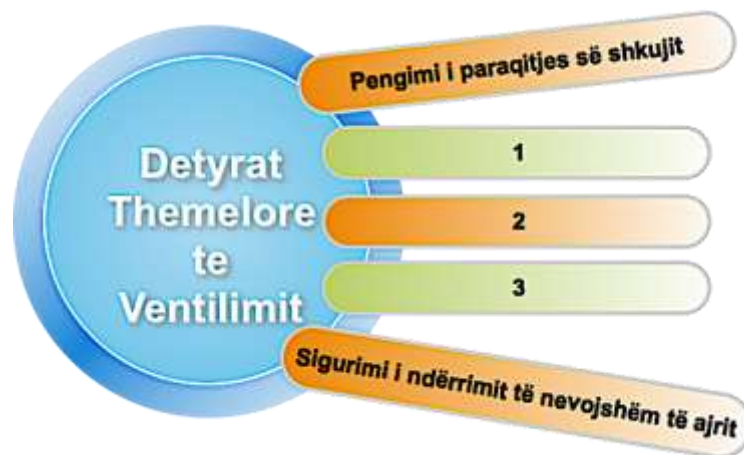 Detyrat
Themelore
te
Ventilimit
Pengimi i paraqitjes së shkujit
1
2
3
Sigurimi i ndërrimit të nevojshëm të ajrit